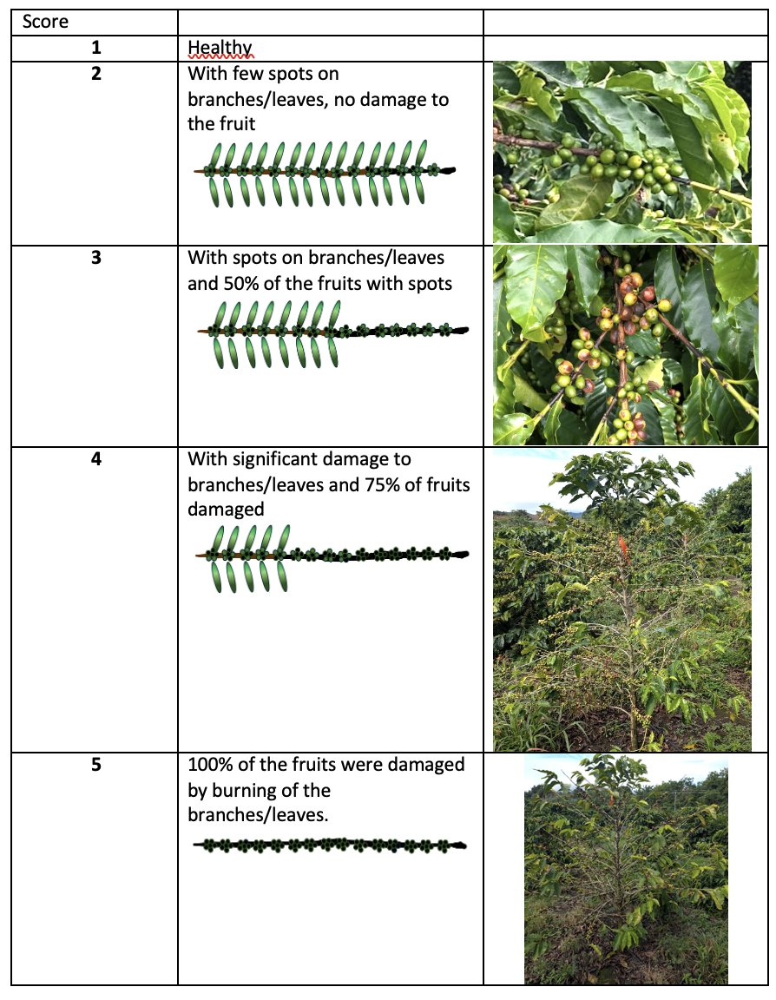 Score
1
Healthy
2
With few spots on
branches/leaves, no damage to
the fruit
3
With spots on branches/leaves
and 50% of the fruits with spots
4
With significant damage to
branches/leaves and 75% of fruits
damaged
5
100% of the fruits were damaged
by burning of the
branches/leaves.